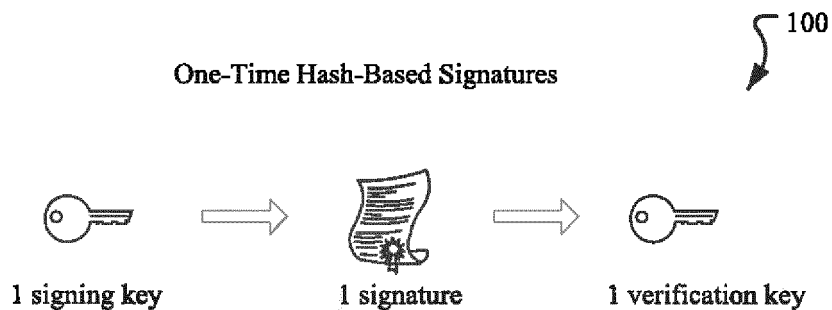 100
One-Time Hash-Based Signatures
1 signing key 1 signature 1 verification key